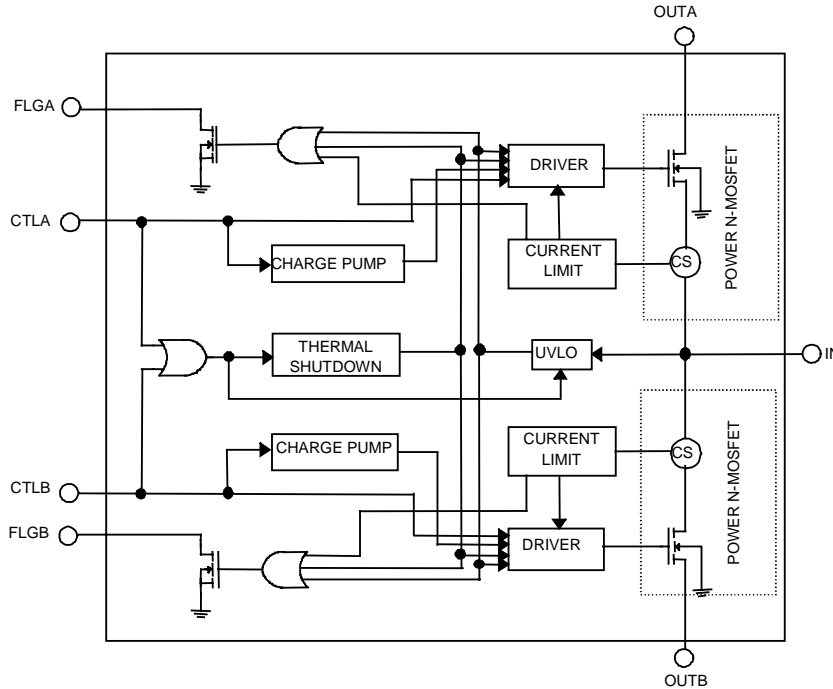 OUTA
FLGA
DRIVER
POWER N-MOSFET
CTLA
CHARGE PUMP
CURRENT
LIMIT
CS
THERMAL
SHUTDOWN
UVLO
IN
CHARGE PUMP
CURRENT
LIMIT
CS
CTLB
POWER N-MOSFET
FLGB
DRIVER
OUTB